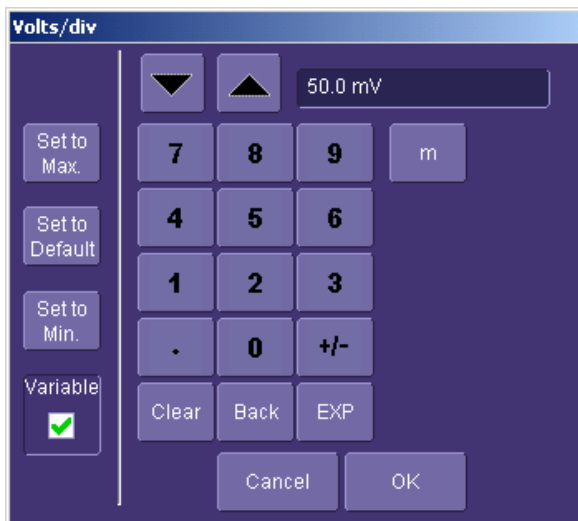 Volts/div
50.0 mV
Set to
Max.
7 8 9 m
Set to
Default
4 5 6
1 2 3
Set to
Min.
. 0 +/-
Variable
Clear Back EXP
Cancel OK